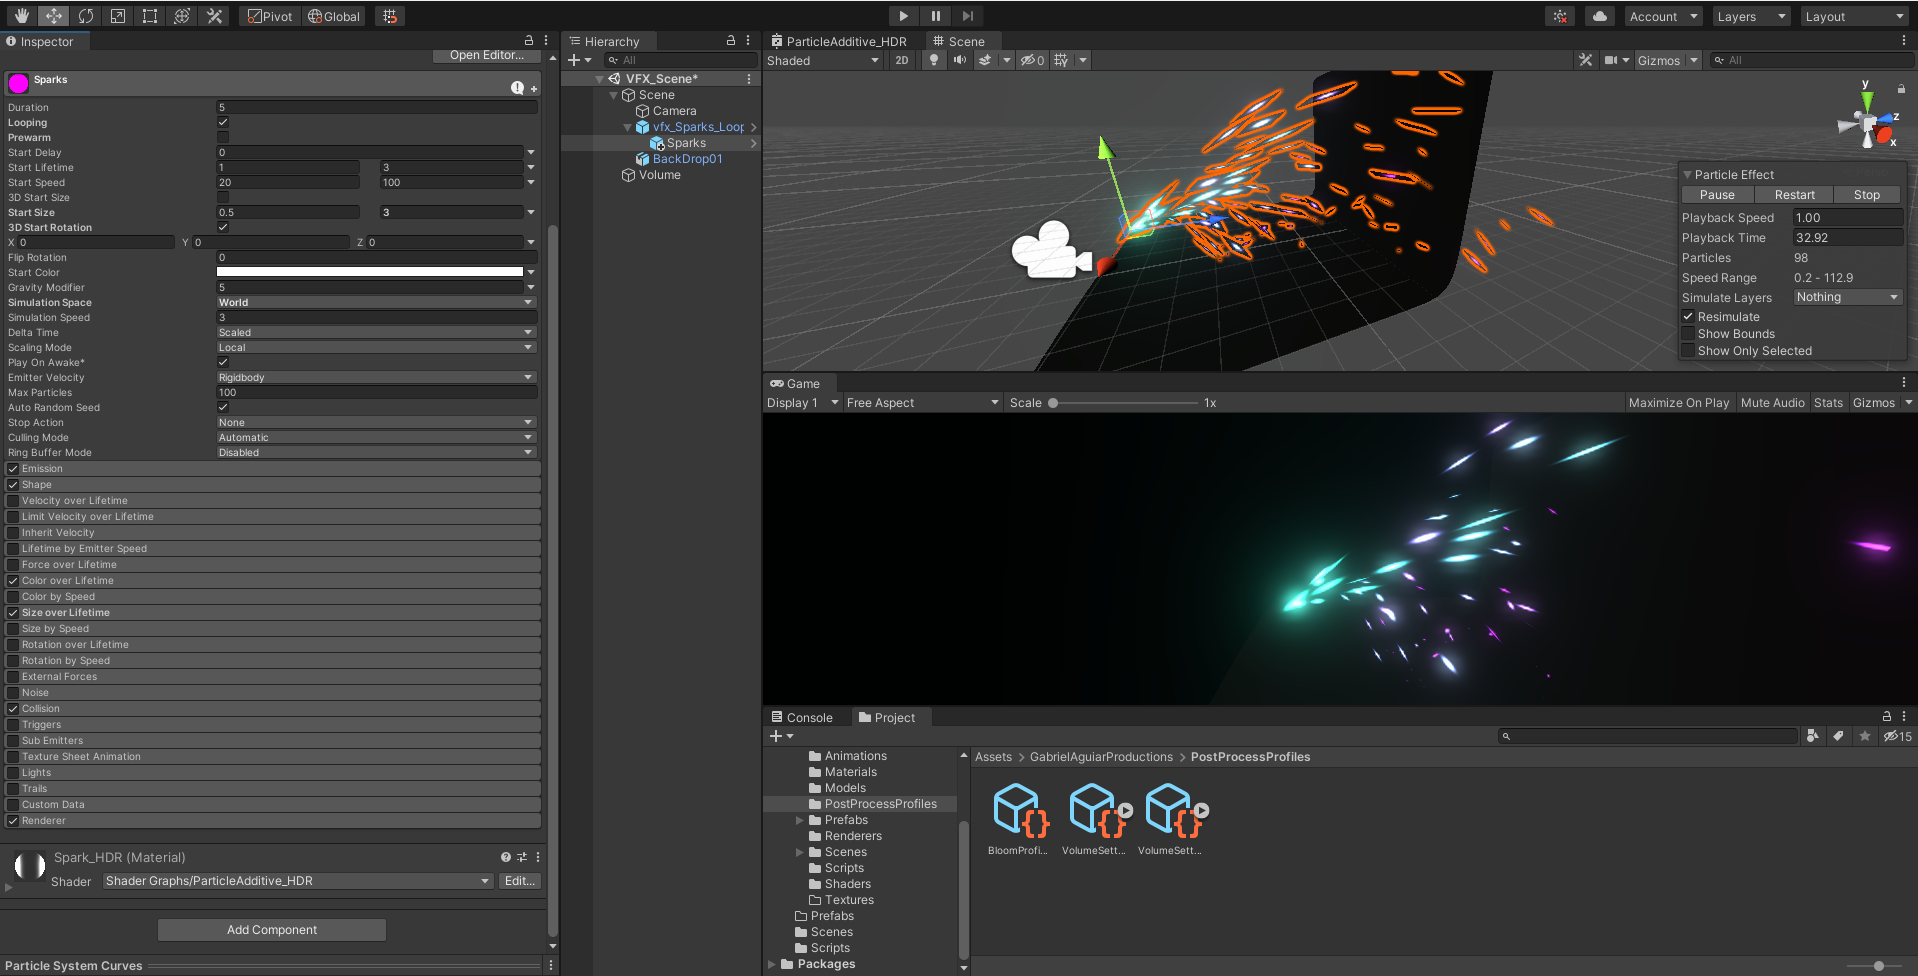 Pivot
Global
Account
Layers
Layout
Inspector
Open Editor...
Sparks
Duration 5
Looping
Prewarm
Start Delay 0
Start Lifetime 1 3
Start Speed 20 100
3D Start Size
Start Size 0.5 3
3D Start Rotation
X 0 Y 0 Z 0
Flip Rotation 0
Start Color
Gravity Modifier 5
Simulation Space World
Simulation Speed 3
Delta Time Scaled
Scaling Mode Local
Play On Awake*
Emitter Velocity Rigidbody
Max Particles 100
Auto Random Seed
Stop Action None
Culling Mode Automatic
Ring Buffer Mode Disabled
Emission
Shape
Velocity over Lifetime
Limit Velocity over Lifetime
Inherit Velocity
Lifetime by Emitter Speed
Force over Lifetime
Color over Lifetime
Color by Speed
Size over Lifetime
Size by Speed
Rotation over Lifetime
Rotation by Speed
External Forces
Noise
Collision
Triggers
Sub Emitters
Texture Sheet Animation
Lights
Trails
Custom Data
Renderer
Spark_HDR (Material)
Shader Shader Graphs/ParticleAdditive_HDR Edit...
Add Component
Particle System Curves
Hierarchy
All
VFX_Scene*
Scene
Camera
vfx_Sparks_Loop
Sparks
BackDrop01
Volume
ParticleAdditive_HDR Scene
Shaded 2D 0 Gizmos All
y
z
x
Particle Effect
Pause Restart Stop
Playback Speed 1.00
Playback Time 32.92
Particles 98
Speed Range 0.2 - 112.9
Simulate Layers Nothing
Resimulate
Show Bounds
Show Only Selected
Game
Display 1 Free Aspect Scale 1x Maximize On Play Mute Audio Stats Gizmos
Console Project
15
Animations
Materials
Models
PostProcessProfiles
Prefabs
Renderers
Scenes
Scripts
Shaders
Textures
Prefabs
Scenes
Scripts
Packages
Assets > GabrielAguiarProductions > PostProcessProfiles
BloomProfi... VolumeSett... VolumeSett...